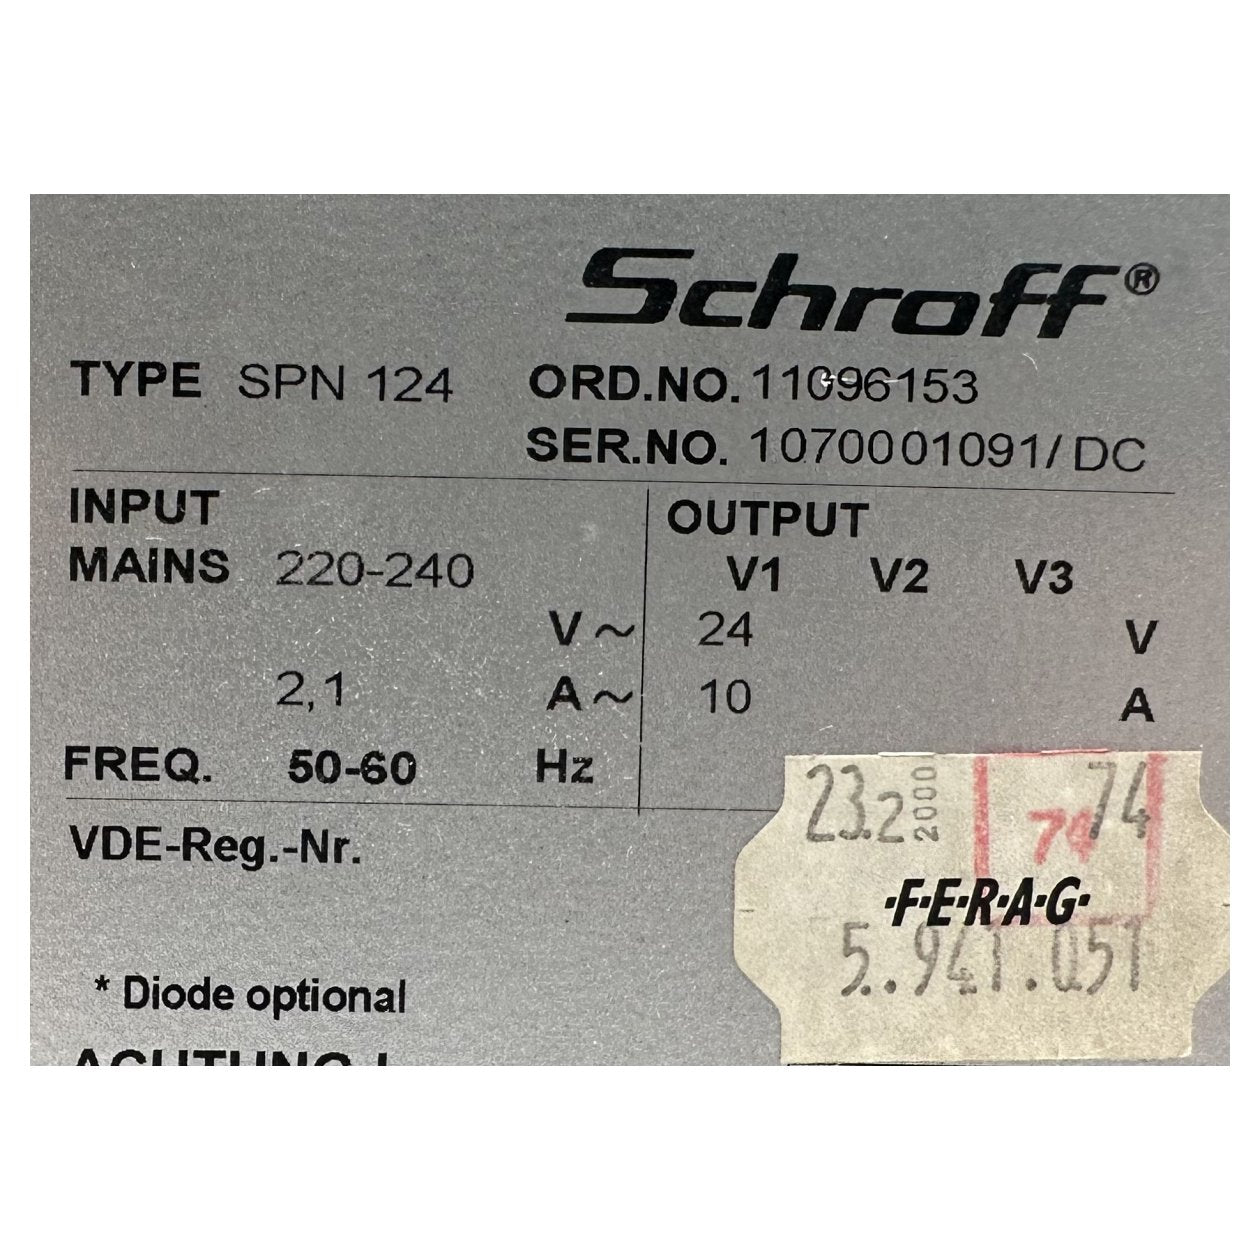 Schroff®
TYPE SPN 124 ORD.NO. 11096153
SER.NO. 1070001091/DC
INPUT
MAINS 220-240
V~
2,1 A~
FREQ. 50-60 Hz
OUTPUT
V1 V2 V3
24 V
10 A
VDE-Reg.-Nr.
* Diode optional
ACHTUNG !
23.2 2000 74
74
·F·E·R·A·G·
5..941.051